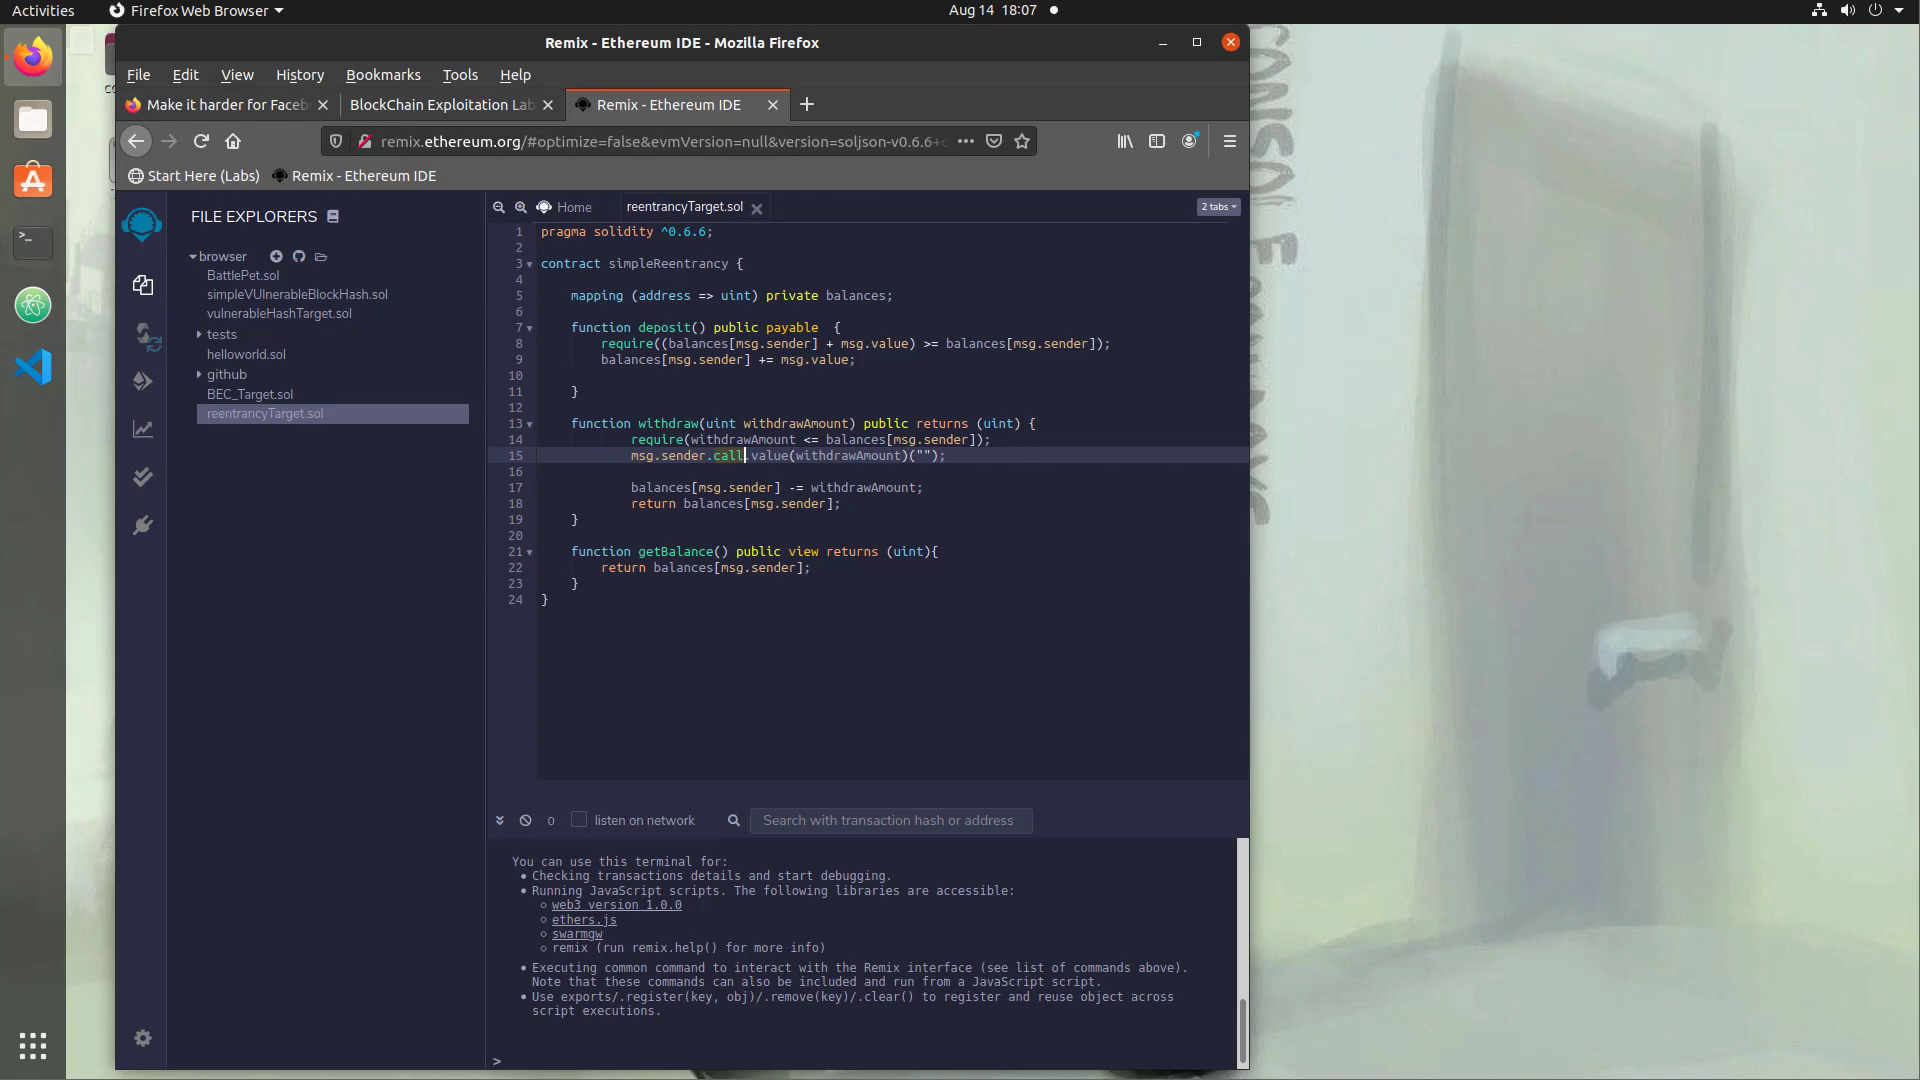 Activities
Firefox Web Browser
Aug 14 18:07
Remix - Ethereum IDE - Mozilla Firefox
File Edit View History Bookmarks Tools Help
Make it harder for Faceb
BlockChain Exploitation Lab
Remix - Ethereum IDE
remix.ethereum.org/#optimize=false&evmVersion=null&version=soljson-v0.6.6+c
Start Here (Labs)
Remix - Ethereum IDE
FILE EXPLORERS
browser
BattlePet.sol
simpleVUlnerableBlockHash.sol
vulnerableHashTarget.sol
tests
helloworld.sol
github
BEC_Target.sol
reentrancyTarget.sol
Home
reentrancyTarget.sol
2 tabs
1 pragma solidity ^0.6.6;
2
3 contract simpleReentrancy {
4
5 mapping (address => uint) private balances;
6
7 function deposit() public payable {
8 require((balances[msg.sender] + msg.value) >= balances[msg.sender]);
9 balances[msg.sender] += msg.value;
10
11 }
12
13 function withdraw(uint withdrawAmount) public returns (uint) {
14 require(withdrawAmount <= balances[msg.sender]);
15 msg.sender.call.value(withdrawAmount)("");
16
17 balances[msg.sender] -= withdrawAmount;
18 return balances[msg.sender];
19 }
20
21 function getBalance() public view returns (uint){
22 return balances[msg.sender];
23 }
24 }
0 listen on network
Search with transaction hash or address
You can use this terminal for:
Checking transactions details and start debugging.
Running JavaScript scripts. The following libraries are accessible:
web3 version 1.0.0
ethers.js
swarmgw
remix (run remix.help() for more info)
Executing common command to interact with the Remix interface (see list of commands above).
Note that these commands can also be included and run from a JavaScript script.
Use exports/.register(key, obj)/.remove(key)/.clear() to register and reuse object across
script executions.
>